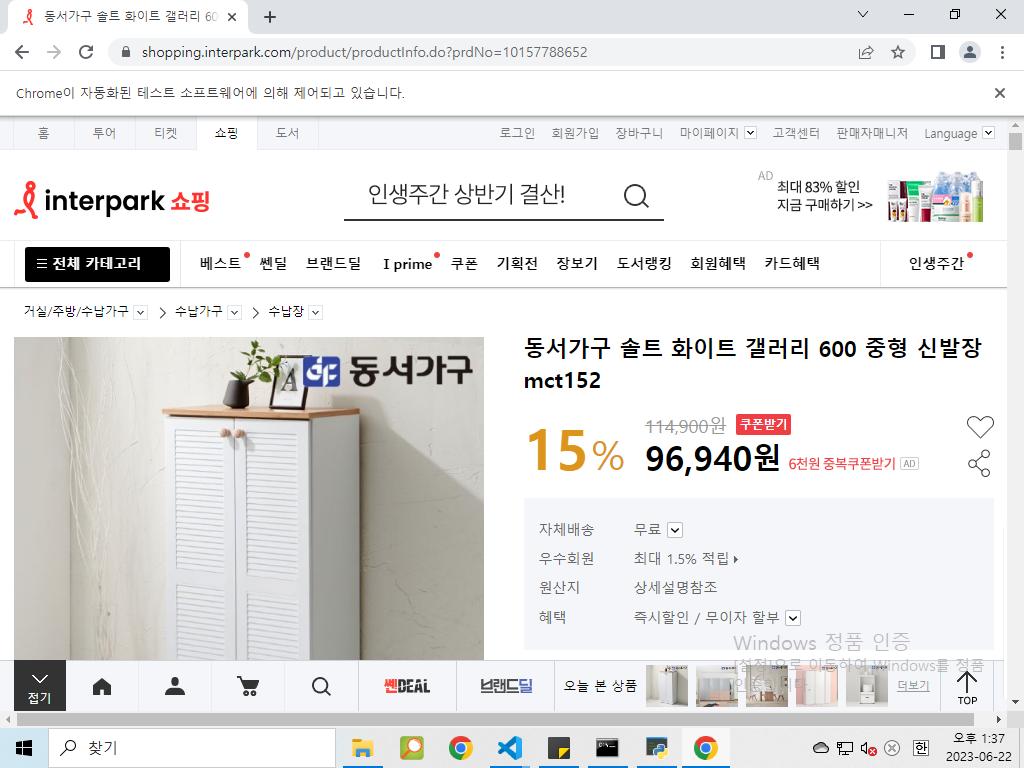 동서가구 솔트 화이트 갤러리 60
shopping.interpark.com/product/productInfo.do?prdNo=10157788652
Chrome이 자동화된 테스트 소프트웨어에 의해 제어되고 있습니다.
홈 투어 티켓 쇼핑 도서 로그인 회원가입 장바구니 마이페이지 고객센터 판매자매니저 Language
interpark 쇼핑
인생주간 상반기 결산!
AD 최대 83% 할인
지금 구매하기 >>
전체 카테고리 베스트 쎈딜 브랜드딜 I prime 쿠폰 기획전 장보기 도서랭킹 회원혜택 카드혜택 인생주간
거실/주방/수납가구 수납가구 수납장
동서가구
동서가구 솔트 화이트 갤러리 600 중형 신발장
mct152
15% 114,900원 쿠폰받기
96,940원 6천원 중복쿠폰받기 AD
자체배송 무료
우수회원 최대 1.5% 적립
원산지 상세설명참조
혜택 즉시할인 / 무이자 할부
Windows 정품 인증
[설정]으로 이동하여 Windows를 정품
접기 쎈DEAL 브랜드딜 오늘 본 상품 더보기 TOP
찾기
한
오후 1:37
2023-06-22